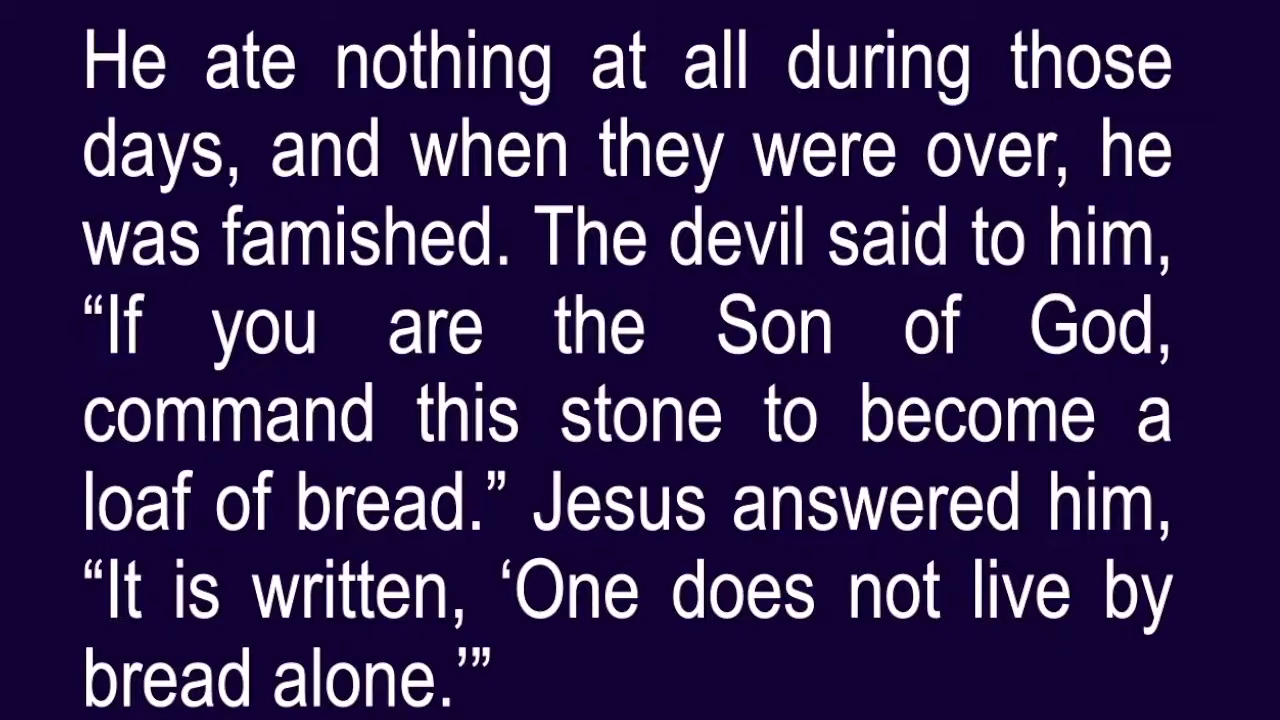 He ate nothing at all during those
days, and when they were over, he
was famished. The devil said to him,
“If you are the Son of God,
command this stone to become a
loaf of bread.” Jesus answered him,
“It is written, ‘One does not live by
bread alone.’”